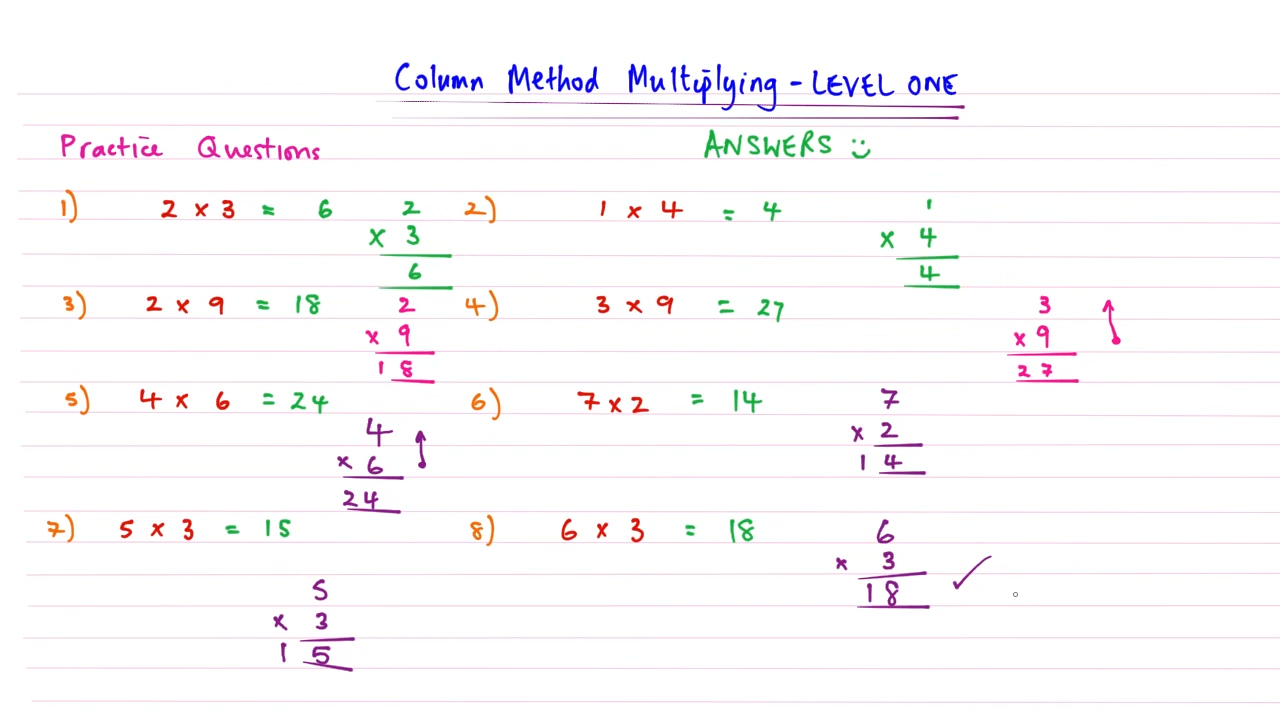 Column Method Multiplying - LEVEL ONE
Practice Questions ANSWERS :)
1) 2 × 3 = 6 2 2) 1 × 4 = 4 1
× 3 × 4
6 4
3) 2 × 9 = 18 2 4) 3 × 9 = 27 3
× 9 × 9
18 27
5) 4 × 6 = 24 6) 7 × 2 = 14 7
4 × 2
× 6 14
24
7) 5 × 3 = 15 8) 6 × 3 = 18 6
× 3
5 18 ✓
× 3
15